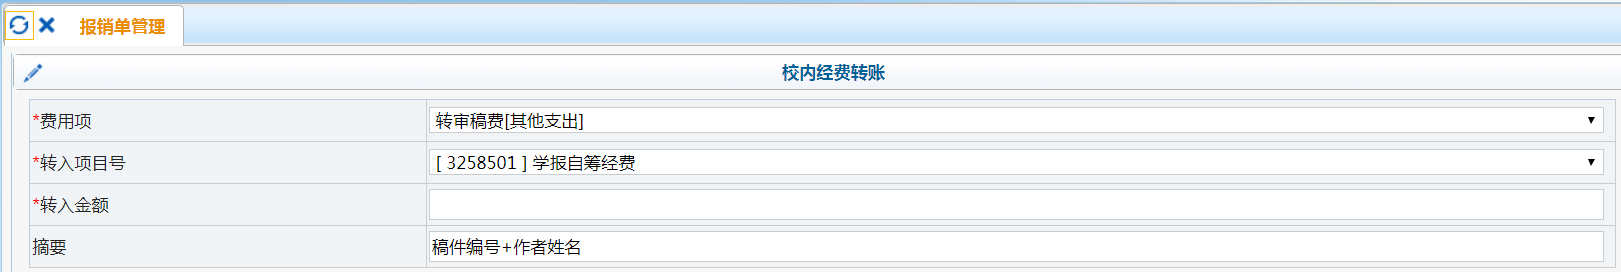 报销单管理
校内经费转账
*费用项 转审稿费[其他支出]
*转入项目号 [ 3258501 ] 学报自筹经费
*转入金额
摘要 稿件编号+作者姓名